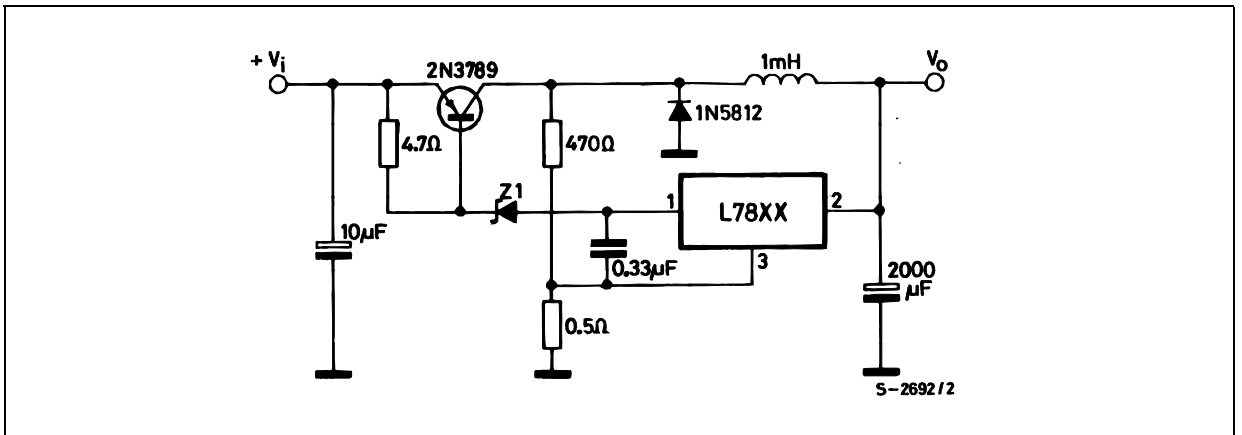 + Vi
2N3789
1mH
Vo
4.7Ω
470Ω
1N5812
Z1
1
L78XX
2
10µF
0.33µF
3
2000
µF
0.5Ω
S-2692/2